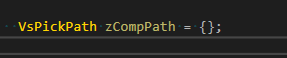 VsPickPath zCompPath = {};